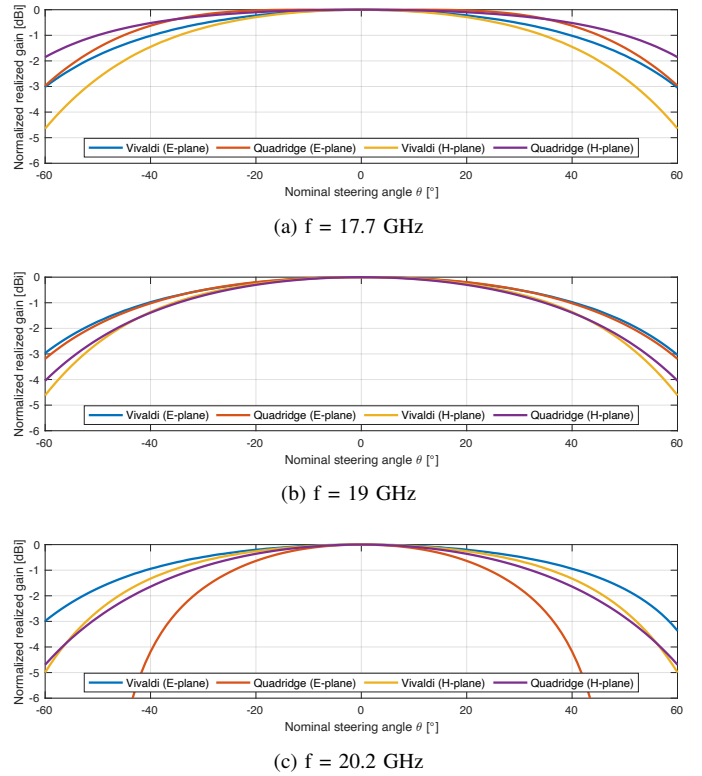 Normalized realized gain [dBi]
0
-1
-2
-3
-4
-5
-6
Vivaldi (E-plane) Quadridge (E-plane) Vivaldi (H-plane) Quadridge (H-plane)
-60 -40 -20 0 20 40 60
Nominal steering angle θ [°]
(a) f = 17.7 GHz
Normalized realized gain [dBi]
0
-1
-2
-3
-4
-5
-6
Vivaldi (E-plane) Quadridge (E-plane) Vivaldi (H-plane) Quadridge (H-plane)
-60 -40 -20 0 20 40 60
Nominal steering angle θ [°]
(b) f = 19 GHz
Normalized realized gain [dBi]
0
-1
-2
-3
-4
-5
-6
Vivaldi (E-plane) Quadridge (E-plane) Vivaldi (H-plane) Quadridge (H-plane)
-60 -40 -20 0 20 40 60
Nominal steering angle θ [°]
(c) f = 20.2 GHz